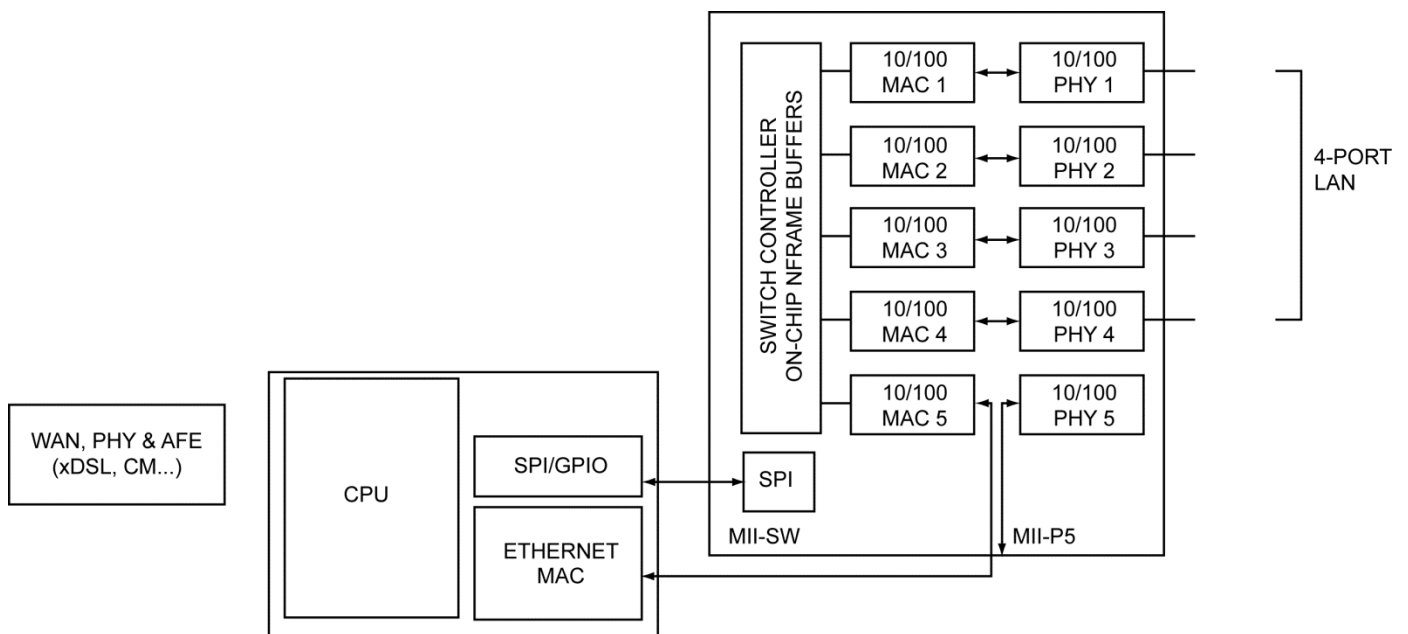 SWITCH CONTROLLER
ON-CHIP NFRAME BUFFERS
10/100
MAC 1
10/100
PHY 1
10/100
MAC 2
10/100
PHY 2
10/100
MAC 3
10/100
PHY 3
10/100
MAC 4
10/100
PHY 4
10/100
MAC 5
10/100
PHY 5
4-PORT
LAN
WAN, PHY & AFE
(xDSL, CM...)
CPU
SPI/GPIO
ETHERNET
MAC
SPI
MII-SW
MII-P5